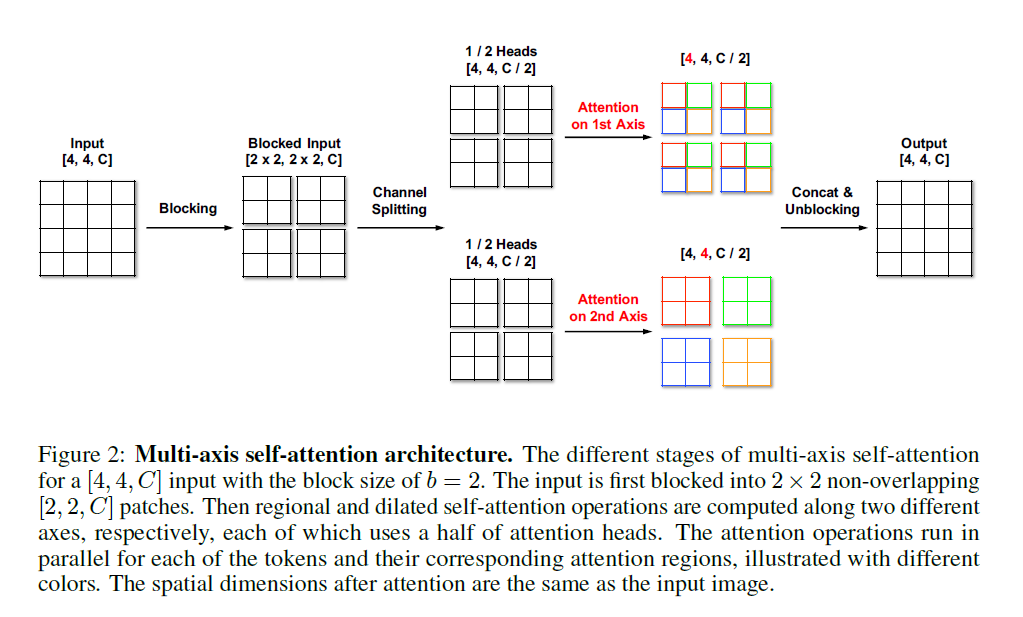 Input
[4, 4, C]
Blocking
Blocked Input
[2 x 2, 2 x 2, C]
Channel
Splitting
1 / 2 Heads
[4, 4, C / 2]
Attention
on 1st Axis
[4, 4, C / 2]
1 / 2 Heads
[4, 4, C / 2]
Attention
on 2nd Axis
[4, 4, C / 2]
Concat &
Unblocking
Output
[4, 4, C]
Figure 2: Multi-axis self-attention architecture. The different stages of multi-axis self-attention
for a [4, 4, C] input with the block size of b = 2. The input is first blocked into 2 × 2 non-overlapping
[2, 2, C] patches. Then regional and dilated self-attention operations are computed along two different
axes, respectively, each of which uses a half of attention heads. The attention operations run in
parallel for each of the tokens and their corresponding attention regions, illustrated with different
colors. The spatial dimensions after attention are the same as the input image.